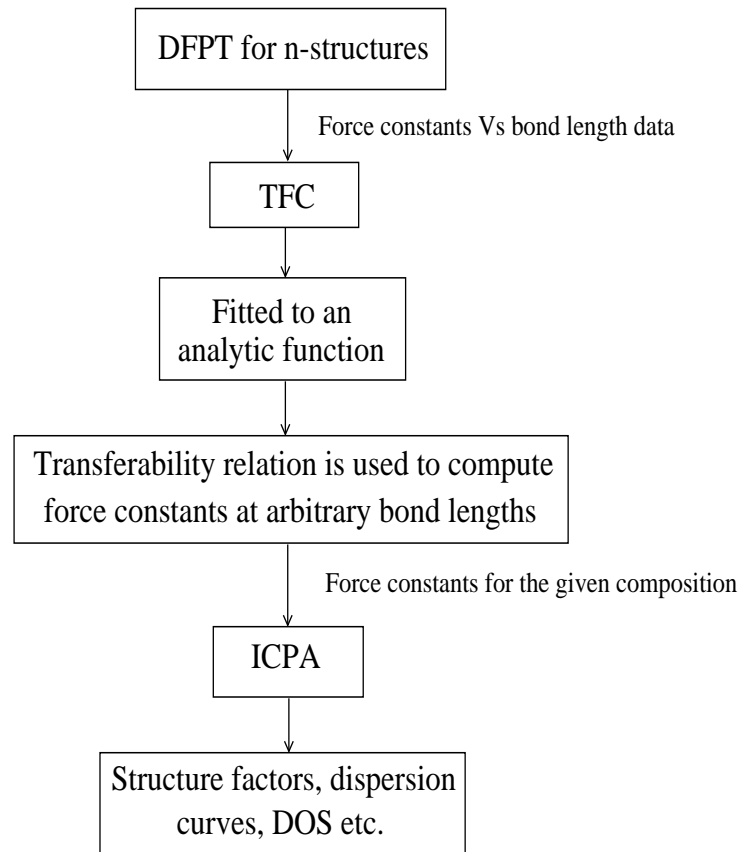 DFPT for n-structures
Force constants Vs bond length data
TFC
Fitted to an
analytic function
Transferability relation is used to compute
force constants at arbitrary bond lengths
Force constants for the given composition
ICPA
Structure factors, dispersion
curves, DOS etc.